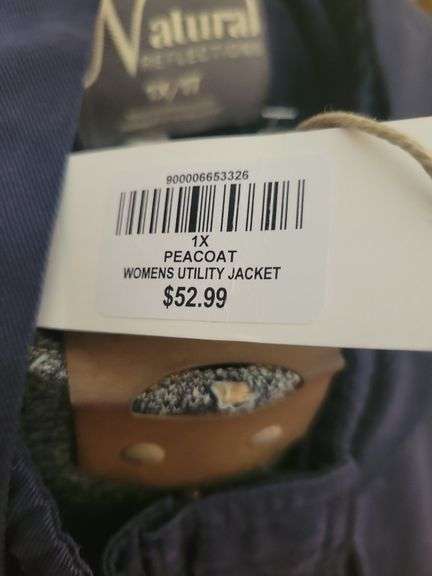 Natural
REFLECTIONS
900006653326
1X
PEACOAT
WOMENS UTILITY JACKET
$52.99